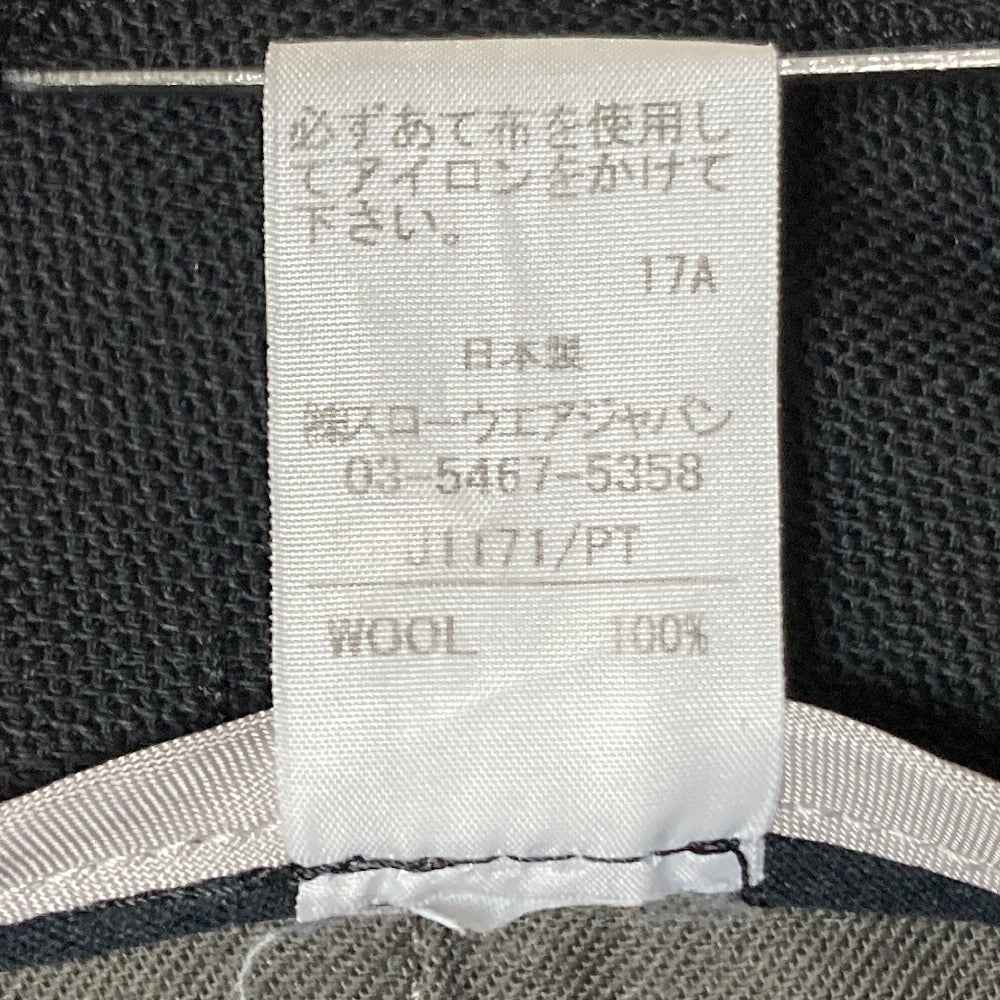 必ずあて布を使用し
てアイロンをかけて
下さい。
17A
日本製
㈱スローウエアジャパン
03-5467-5358
J1171/PT
WOOL 100%